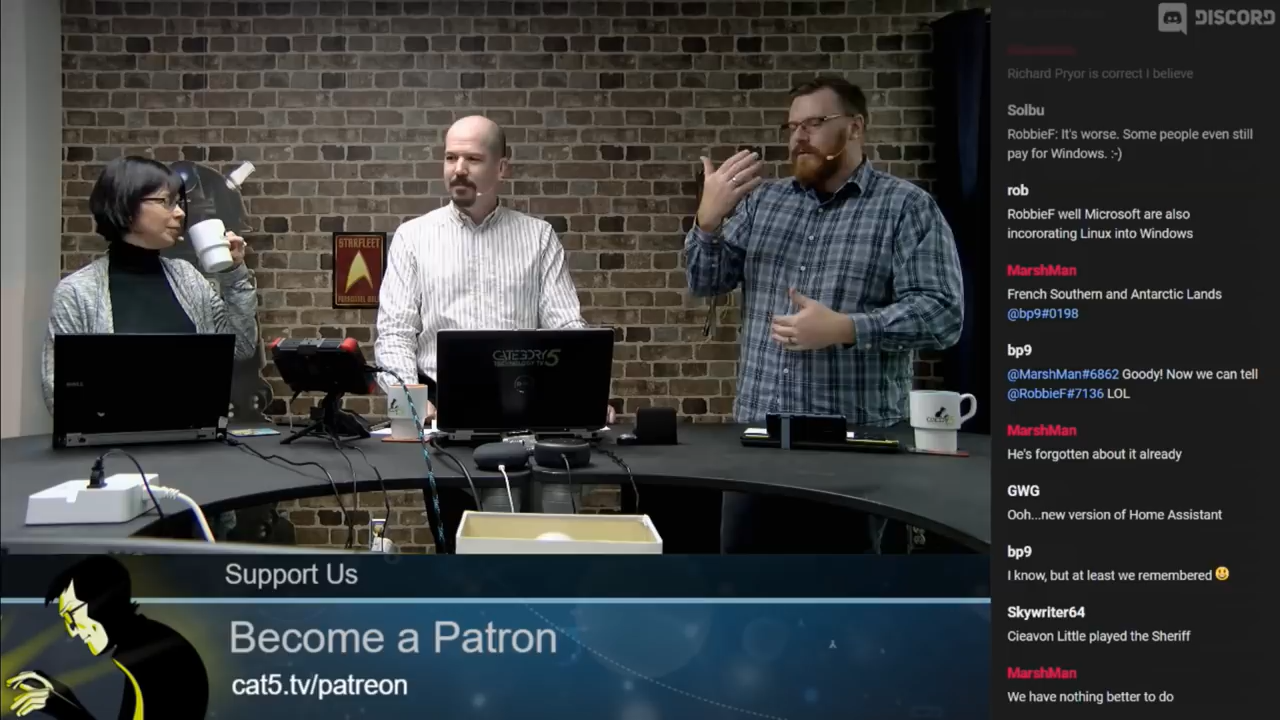 DISCORD
Richard Pryor is correct I believe
Solbu
RobbieF: It's worse. Some people even still
pay for Windows. :-)
rob
RobbieF well Microsoft are also
incororating Linux into Windows
MarshMan
French Southern and Antarctic Lands
@bp9#0198
bp9
@MarshMan#6862 Goody! Now we can tell
@RobbieF#7136 LOL
MarshMan
He's forgotten about it already
GWG
Ooh...new version of Home Assistant
bp9
I know, but at least we remembered 😃
Skywriter64
Cieavon Little played the Sheriff
MarshMan
We have nothing better to do
STARFLEET
CATEGORY5
TECHNOLOGY TV
DELL
Support Us
Become a Patron
cat5.tv/patreon